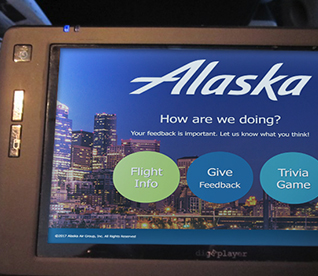 Alaska
How are we doing?
Your feedback is important. Let us know what you think!
Flight
Info
Give
Feedback
Trivia
Game
©2017 Alaska Air Group, Inc. All Rights Reserved
digEplayer